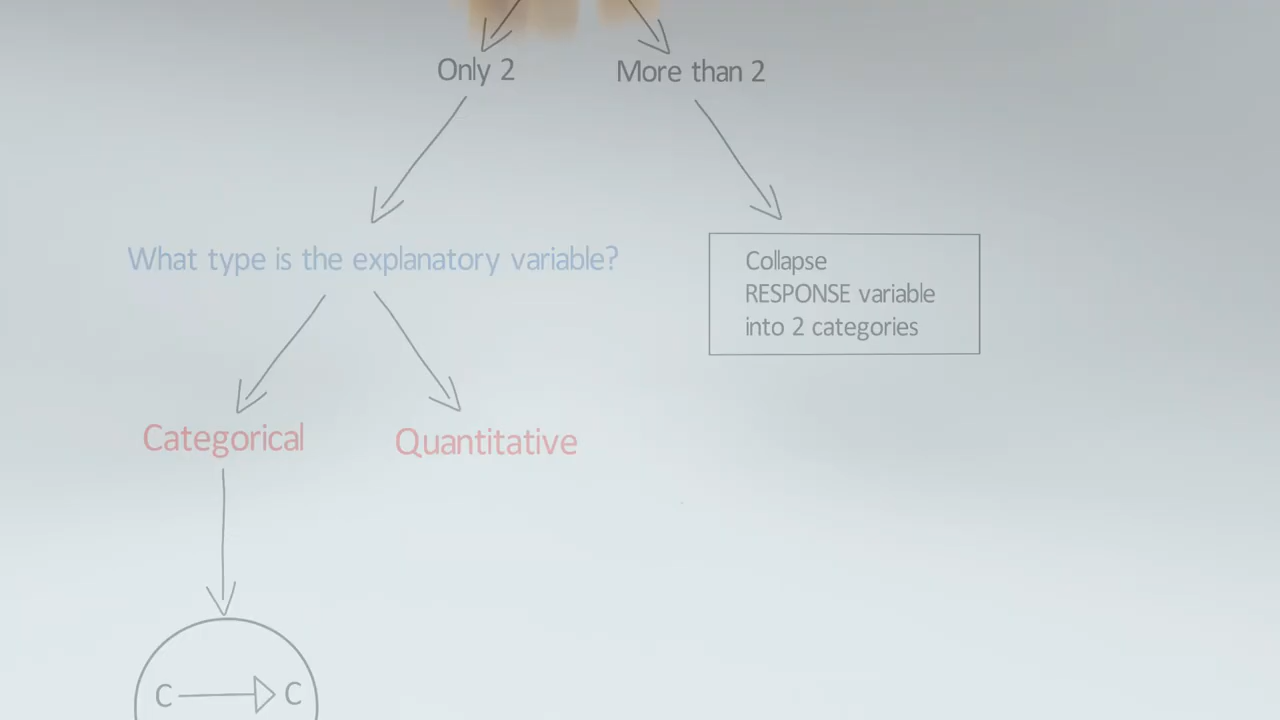 Only 2
More than 2
What type is the explanatory variable?
Collapse
RESPONSE variable
into 2 categories
Categorical
Quantitative
C
C